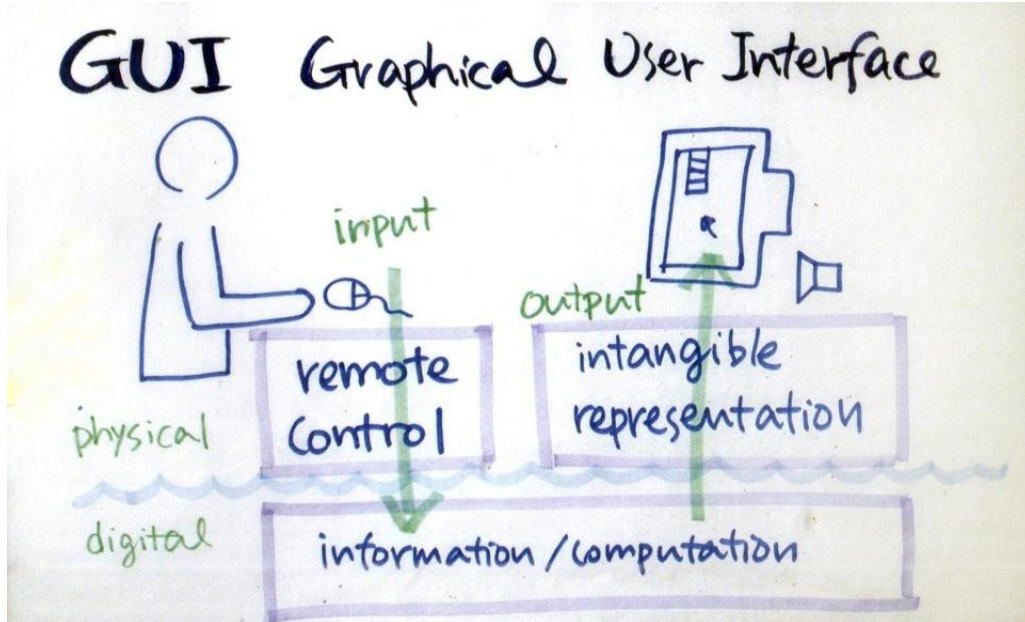 GUI Graphical User Interface
input
output
remote
control
intangible
representation
physical
digital
information/computation